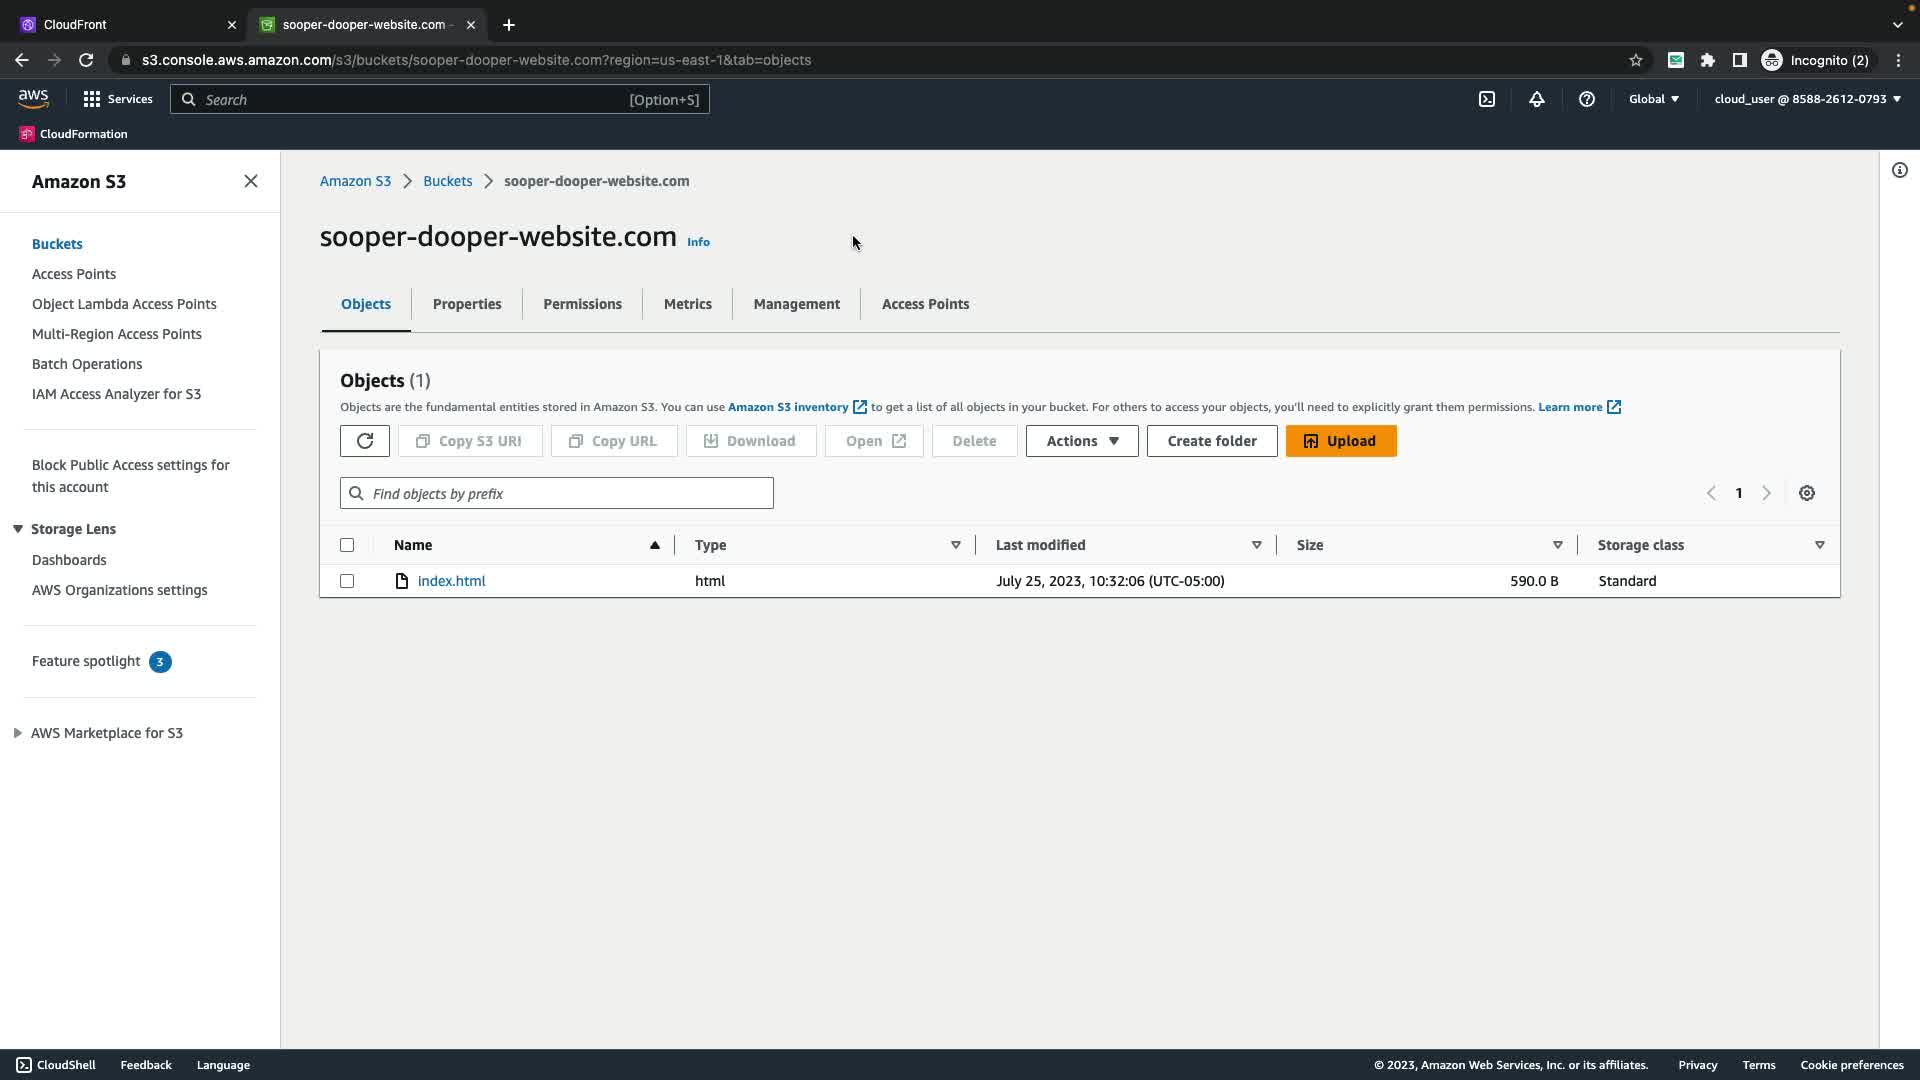 CloudFront
sooper-dooper-website.com -
s3.console.aws.amazon.com/s3/buckets/sooper-dooper-website.com?region=us-east-1&tab=objects
Incognito (2)
aws
Services
Search
[Option+S]
Global
cloud_user @ 8588-2612-0793
CloudFormation
Amazon S3
Buckets
Access Points
Object Lambda Access Points
Multi-Region Access Points
Batch Operations
IAM Access Analyzer for S3
Block Public Access settings for
this account
Storage Lens
Dashboards
AWS Organizations settings
Feature spotlight 3
AWS Marketplace for S3
Amazon S3 > Buckets > sooper-dooper-website.com
sooper-dooper-website.com Info
Objects
Properties
Permissions
Metrics
Management
Access Points
Objects (1)
Objects are the fundamental entities stored in Amazon S3. You can use Amazon S3 inventory to get a list of all objects in your bucket. For others to access your objects, you'll need to explicitly grant them permissions. Learn more
Copy S3 URI
Copy URL
Download
Open
Delete
Actions
Create folder
Upload
Find objects by prefix
1
Name Type Last modified Size Storage class
index.html html July 25, 2023, 10:32:06 (UTC-05:00) 590.0 B Standard
CloudShell Feedback Language
© 2023, Amazon Web Services, Inc. or its affiliates. Privacy Terms Cookie preferences